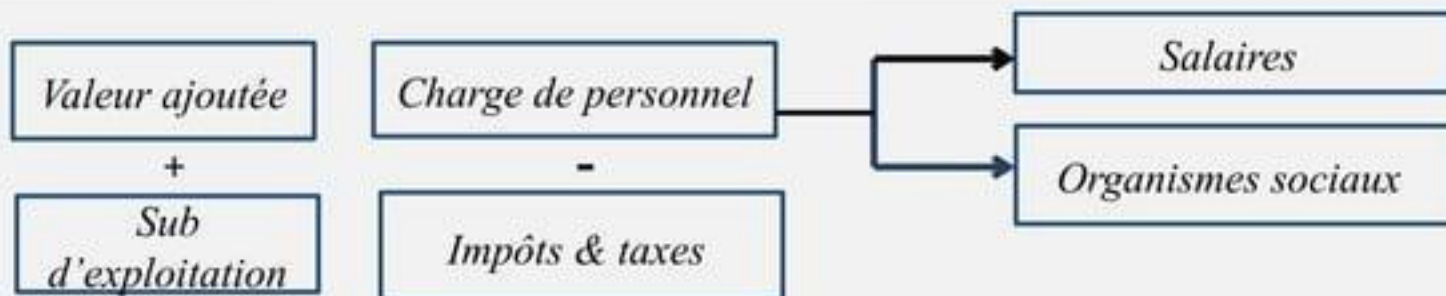 Valeur ajoutée
+
Sub
d'exploitation
Charge de personnel
-
Impôts & taxes
Salaires
Organismes sociaux